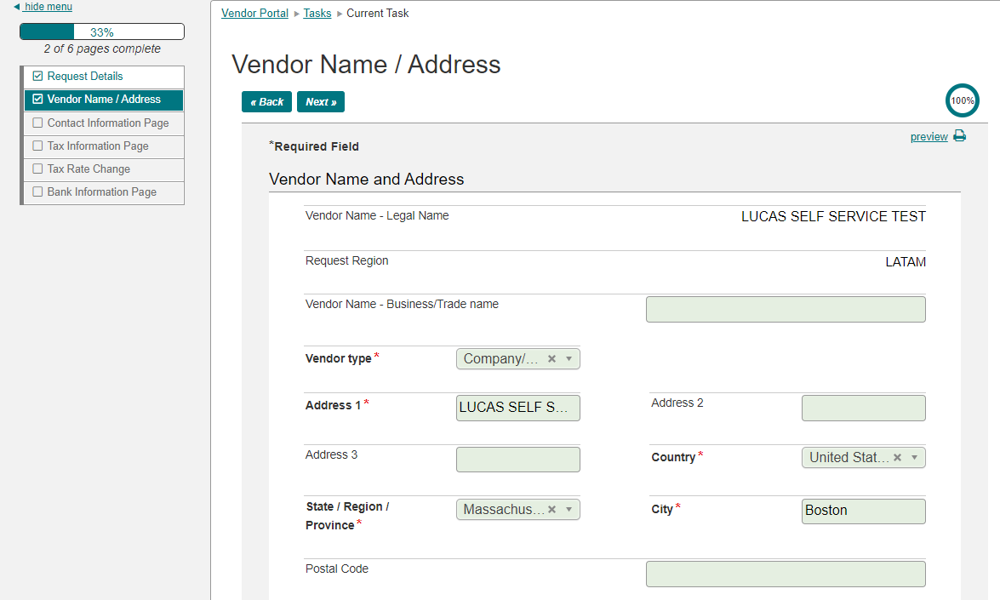 hide menu
33%
2 of 6 pages complete
Request Details
Vendor Name / Address
Contact Information Page
Tax Information Page
Tax Rate Change
Bank Information Page
Vendor Portal ▸ Tasks ▸ Current Task
Vendor Name / Address
« Back Next »
100%
preview
*Required Field
Vendor Name and Address
Vendor Name - Legal Name LUCAS SELF SERVICE TEST
Request Region LATAM
Vendor Name - Business/Trade name
Vendor type * Company/...
Address 1 * LUCAS SELF S...
Address 2
Address 3
Country * United Stat...
State / Region /
Province * Massachus...
City * Boston
Postal Code